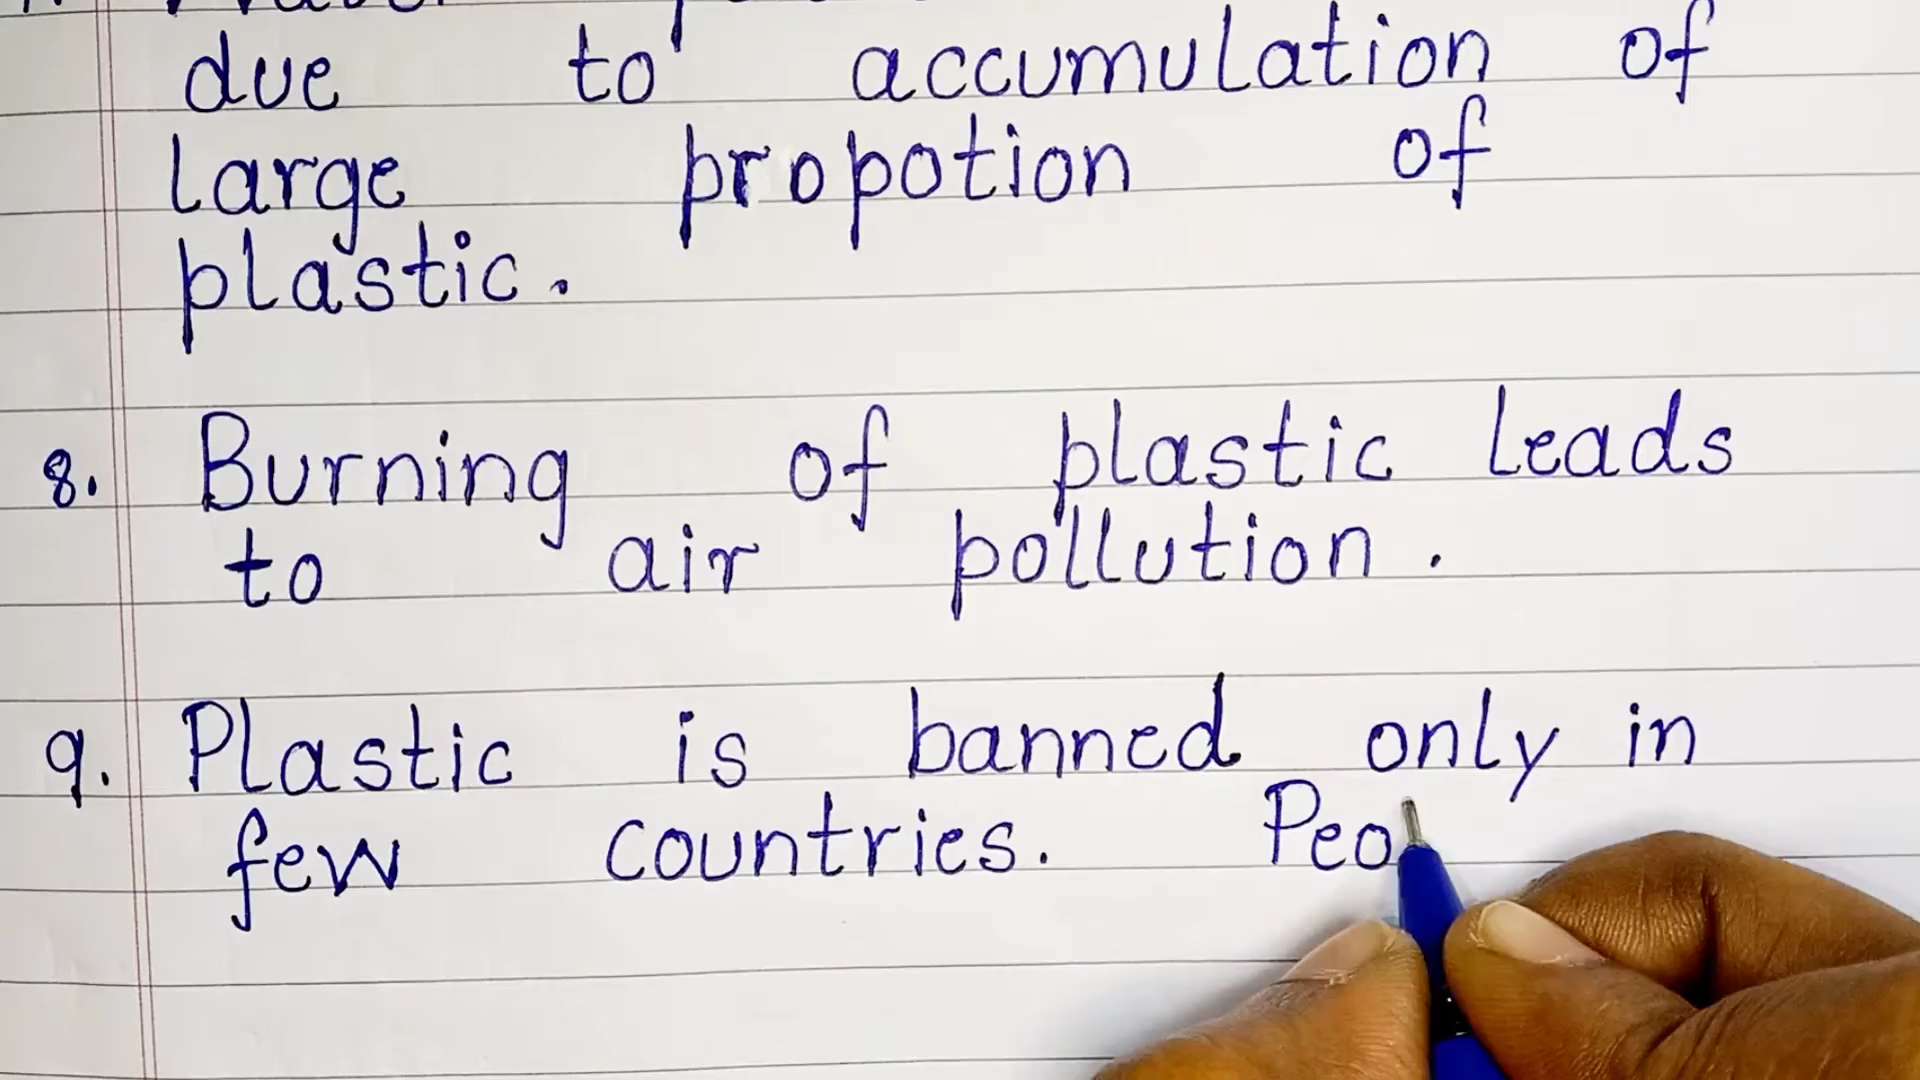 due to accumulation of
large propotion of
plastic.
8. Burning of plastic leads
to air pollution.
9. Plastic is banned only in
few countries. Peo